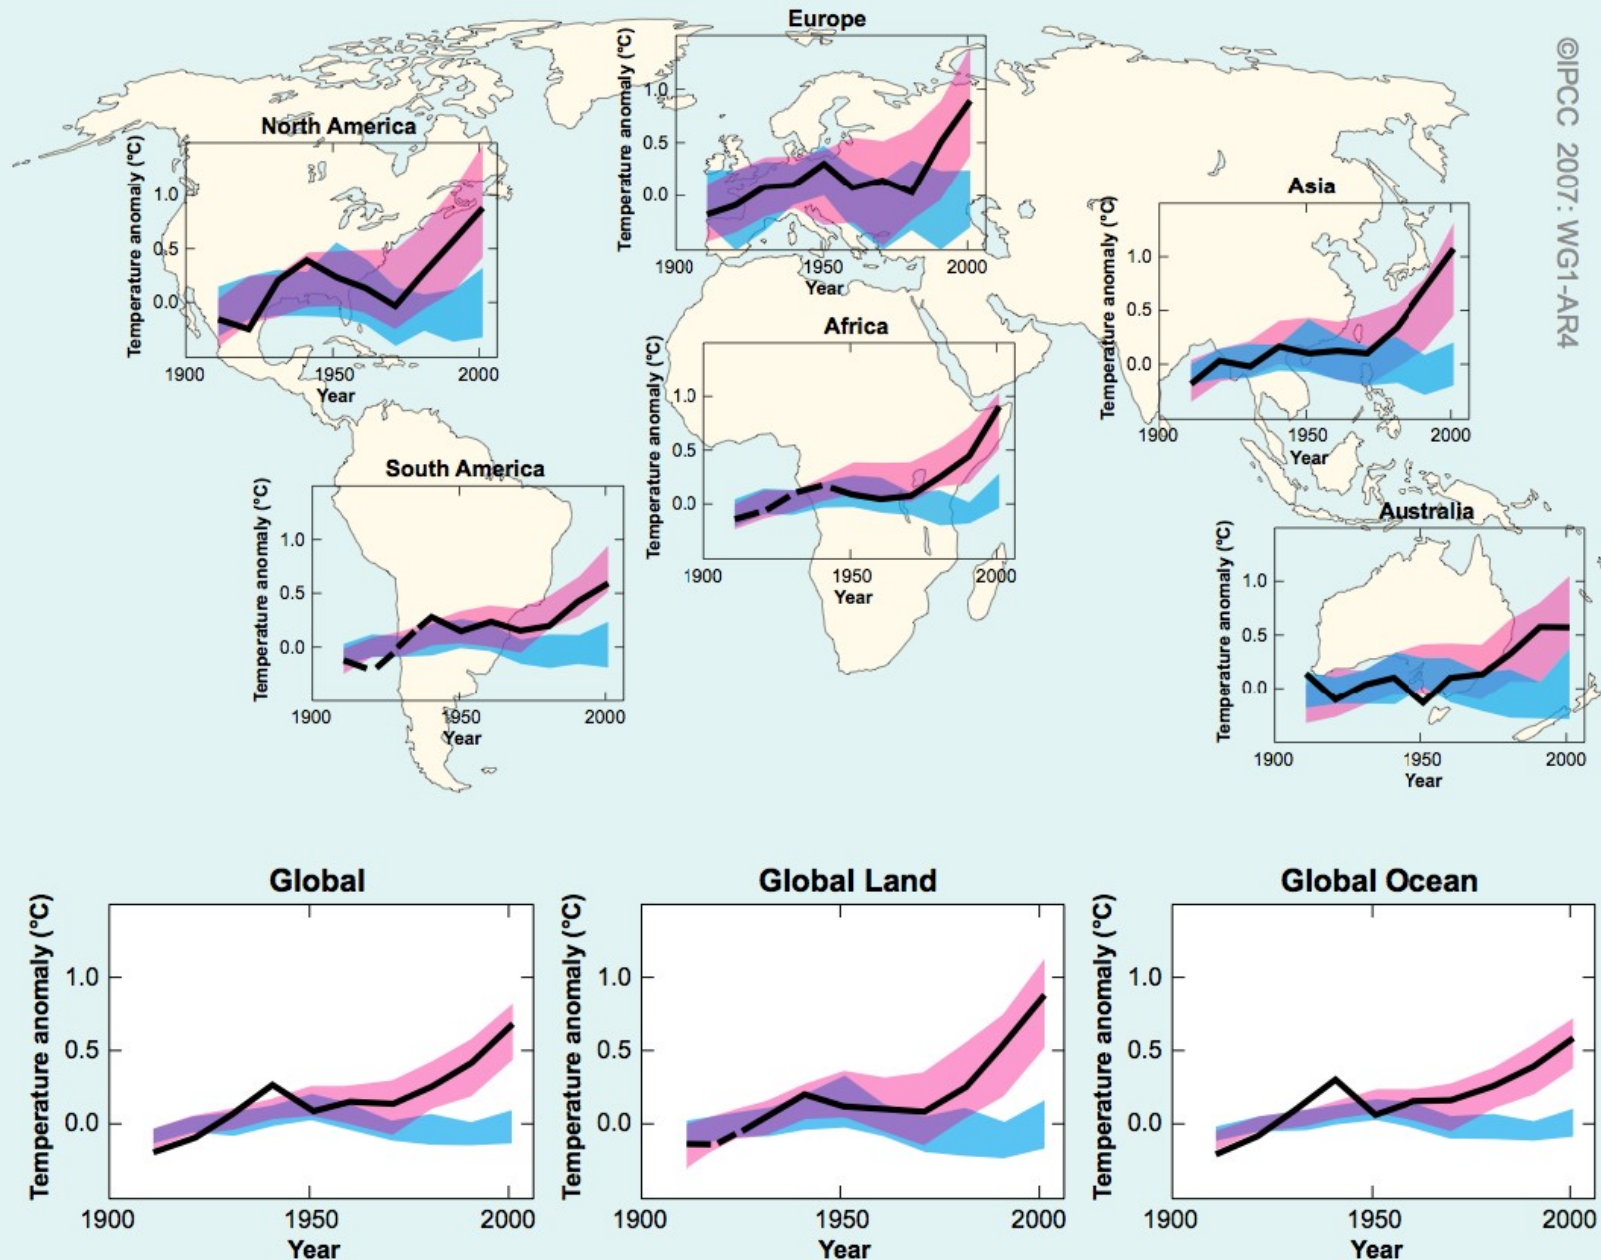 Europe
Temperature anomaly (°C)
1.0
0.5
0.0
1900
1950
2000
Year
©IPCC 2007: WG1-AR4
North America
Temperature anomaly (°C)
1.0
0.5
0.0
1900
1950
2000
Year
Asia
Temperature anomaly (°C)
1.0
0.5
0.0
1900
1950
2000
Year
Africa
Temperature anomaly (°C)
1.0
0.5
0.0
1900
1950
2000
Year
South America
Temperature anomaly (°C)
1.0
0.5
0.0
1900
1950
2000
Year
Australia
Temperature anomaly (°C)
1.0
0.5
0.0
1900
1950
2000
Year
Global
Temperature anomaly (°C)
1.0
0.5
0.0
1900
1950
2000
Year
Global Land
Temperature anomaly (°C)
1.0
0.5
0.0
1900
1950
2000
Year
Global Ocean
Temperature anomaly (°C)
1.0
0.5
0.0
1900
1950
2000
Year